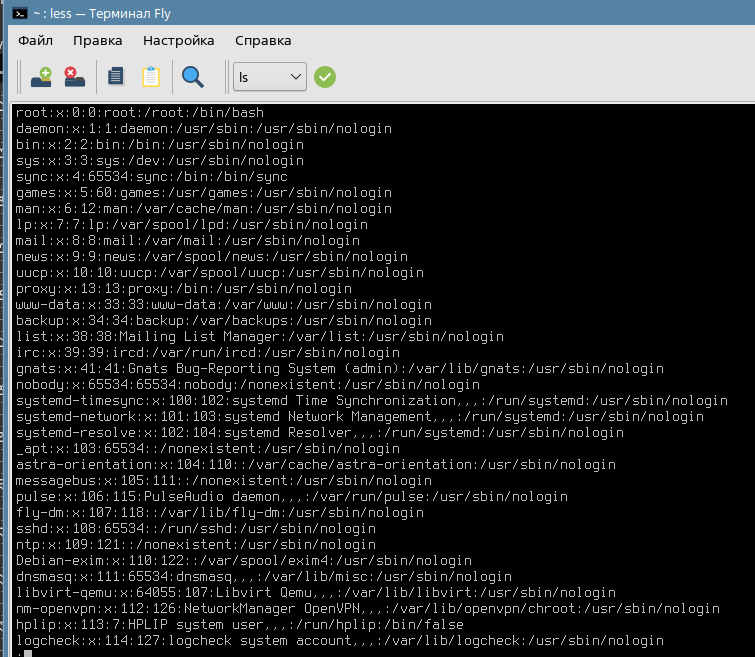 ~ : less — Терминал Fly
Файл Правка Настройка Справка
ls
root:x:0:0:root:/root:/bin/bash
daemon:x:1:1:daemon:/usr/sbin:/usr/sbin/nologin
bin:x:2:2:bin:/bin:/usr/sbin/nologin
sys:x:3:3:sys:/dev:/usr/sbin/nologin
sync:x:4:65534:sync:/bin:/bin/sync
games:x:5:60:games:/usr/games:/usr/sbin/nologin
man:x:6:12:man:/var/cache/man:/usr/sbin/nologin
lp:x:7:7:lp:/var/spool/lpd:/usr/sbin/nologin
mail:x:8:8:mail:/var/mail:/usr/sbin/nologin
news:x:9:9:news:/var/spool/news:/usr/sbin/nologin
uucp:x:10:10:uucp:/var/spool/uucp:/usr/sbin/nologin
proxy:x:13:13:proxy:/bin:/usr/sbin/nologin
www-data:x:33:33:www-data:/var/www:/usr/sbin/nologin
backup:x:34:34:backup:/var/backups:/usr/sbin/nologin
list:x:38:38:Mailing List Manager:/var/list:/usr/sbin/nologin
irc:x:39:39:ircd:/var/run/ircd:/usr/sbin/nologin
gnats:x:41:41:Gnats Bug-Reporting System (admin):/var/lib/gnats:/usr/sbin/nologin
nobody:x:65534:65534:nobody:/nonexistent:/usr/sbin/nologin
systemd-timesync:x:100:102:systemd Time Synchronization,,,:/run/systemd:/usr/sbin/nologin
systemd-network:x:101:103:systemd Network Management,,,:/run/systemd:/usr/sbin/nologin
systemd-resolve:x:102:104:systemd Resolver,,,:/run/systemd:/usr/sbin/nologin
_apt:x:103:65534::/nonexistent:/usr/sbin/nologin
astra-orientation:x:104:110::/var/cache/astra-orientation:/usr/sbin/nologin
messagebus:x:105:111::/nonexistent:/usr/sbin/nologin
pulse:x:106:115:PulseAudio daemon,,,:/var/run/pulse:/usr/sbin/nologin
fly-dm:x:107:118::/var/lib/fly-dm:/usr/sbin/nologin
sshd:x:108:65534::/run/sshd:/usr/sbin/nologin
ntp:x:109:121::/nonexistent:/usr/sbin/nologin
Debian-exim:x:110:122::/var/spool/exim4:/usr/sbin/nologin
dnsmasq:x:111:65534:dnsmasq,,,:/var/lib/misc:/usr/sbin/nologin
libvirt-qemu:x:64055:107:Libvirt Qemu,,,:/var/lib/libvirt:/usr/sbin/nologin
nm-openvpn:x:112:126:NetworkManager OpenVPN,,,:/var/lib/openvpn/chroot:/usr/sbin/nologin
hplip:x:113:7:HPLIP system user,,,:/run/hplip:/bin/false
logcheck:x:114:127:logcheck system account,,,:/var/lib/logcheck:/usr/sbin/nologin
: